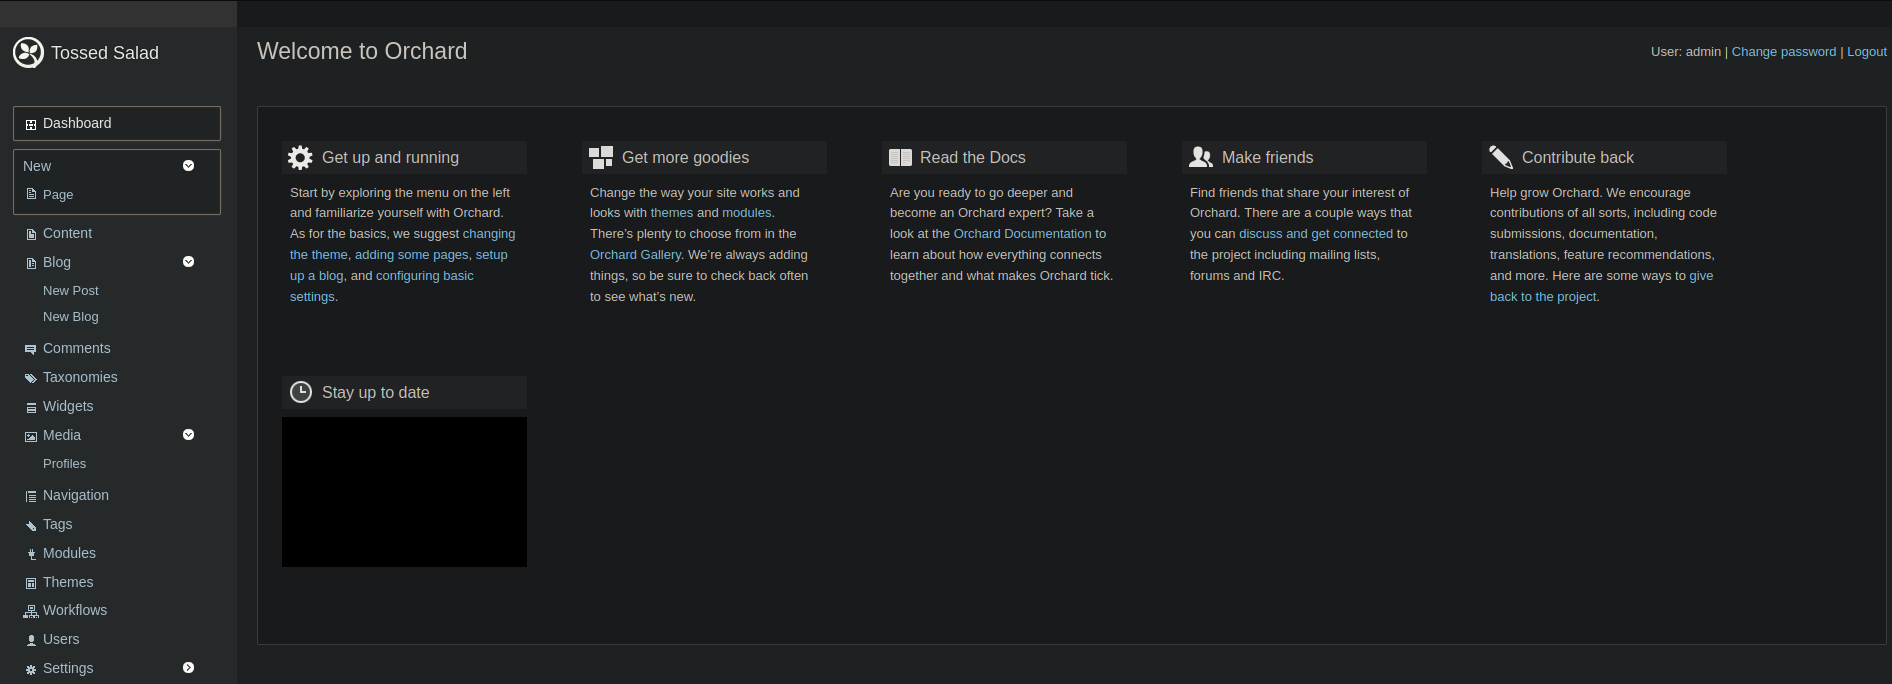 Tossed Salad
Welcome to Orchard
User: admin | Change password | Logout
Dashboard
New
Page
Content
Blog
New Post
New Blog
Comments
Taxonomies
Widgets
Media
Profiles
Navigation
Tags
Modules
Themes
Workflows
Users
Settings
Get up and running
Start by exploring the menu on the left
and familiarize yourself with Orchard.
As for the basics, we suggest changing
the theme, adding some pages, setup
up a blog, and configuring basic
settings.
Get more goodies
Change the way your site works and
looks with themes and modules.
There’s plenty to choose from in the
Orchard Gallery. We’re always adding
things, so be sure to check back often
to see what’s new.
Read the Docs
Are you ready to go deeper and
become an Orchard expert? Take a
look at the Orchard Documentation to
learn about how everything connects
together and what makes Orchard tick.
Make friends
Find friends that share your interest of
Orchard. There are a couple ways that
you can discuss and get connected to
the project including mailing lists,
forums and IRC.
Contribute back
Help grow Orchard. We encourage
contributions of all sorts, including code
submissions, documentation,
translations, feature recommendations,
and more. Here are some ways to give
back to the project.
Stay up to date